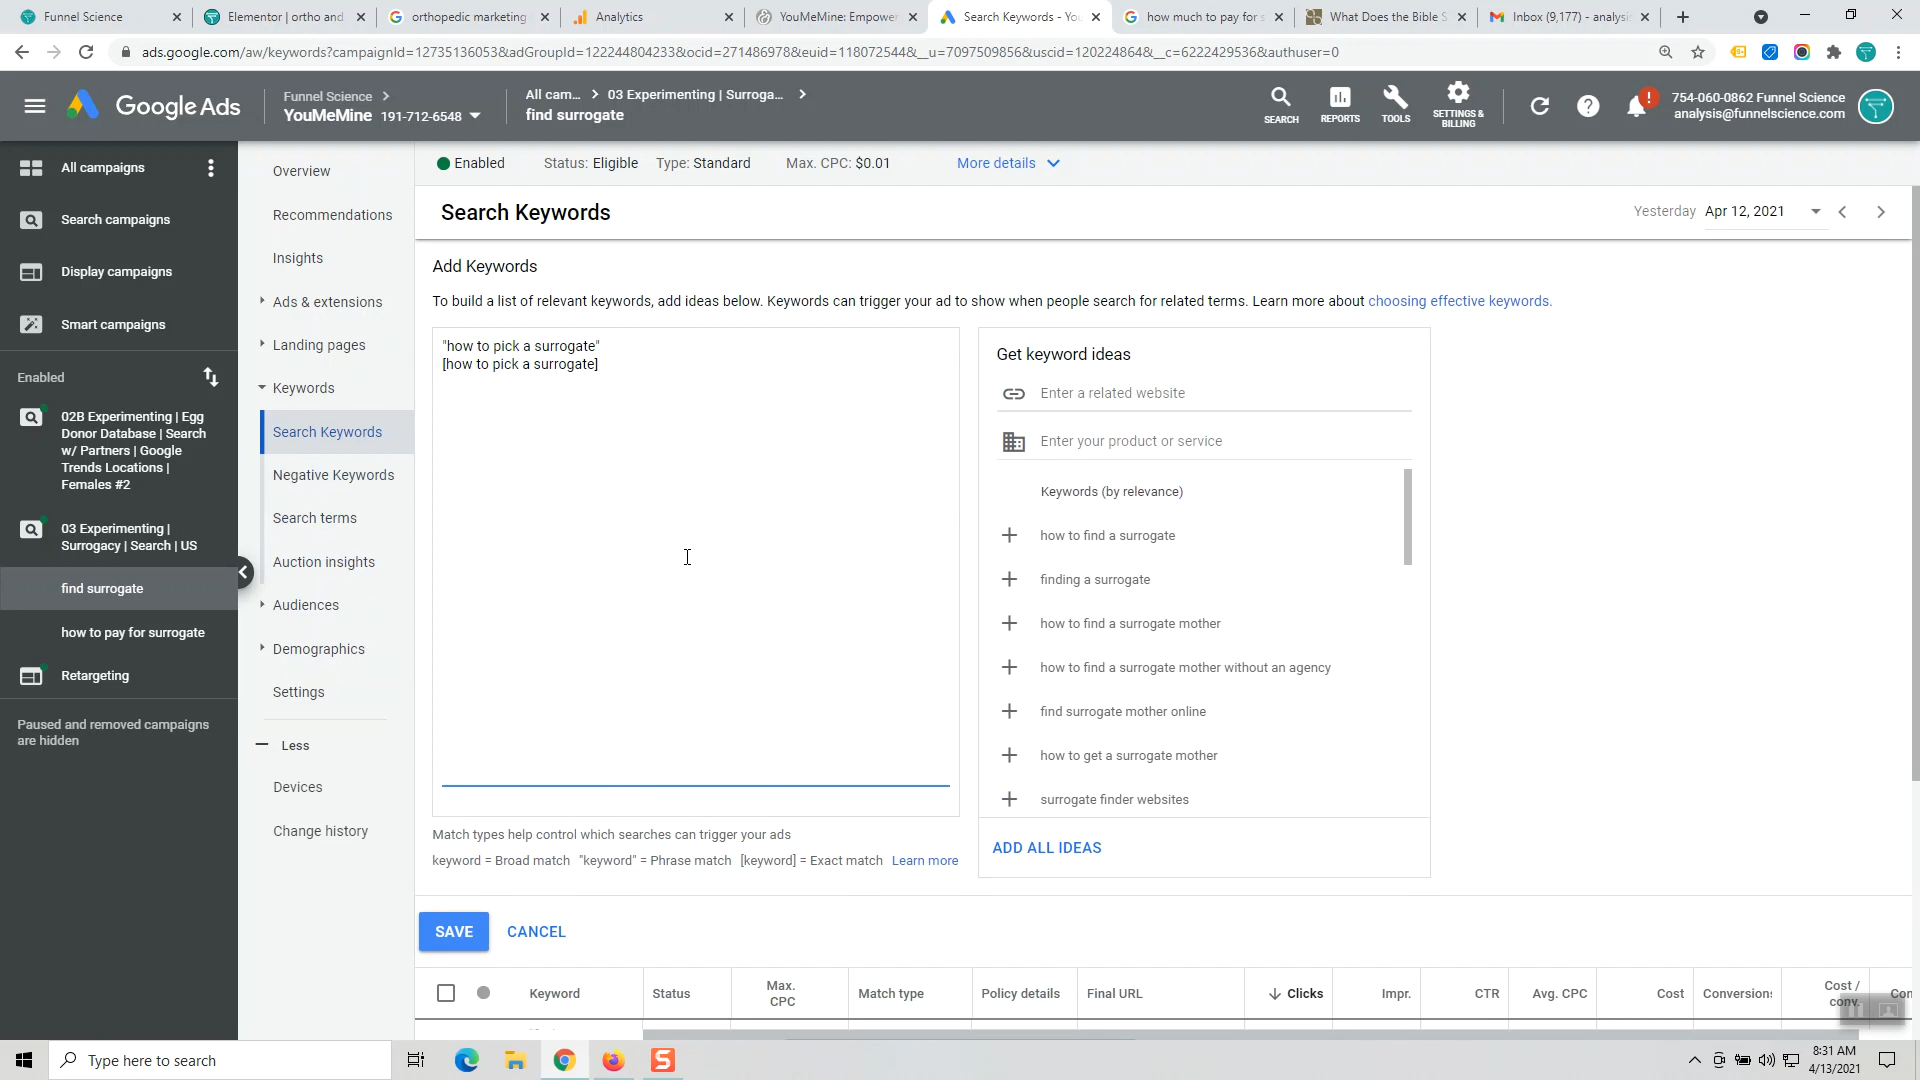 Funnel Science
Elementor | ortho and
orthopedic marketing
Analytics
YouMeMine: Empower
Search Keywords - You
how much to pay for s
What Does the Bible S
Inbox (9,177) - analysis
ads.google.com/aw/keywords?campaignId=12735136053&adGroupId=122244804233&ocid=271486978&euid=118072544&__u=7097509856&uscid=120224864&__c=6222429536&authuser=0
Google Ads
Funnel Science
YouMeMine 191-712-6548
All cam... > 03 Experimenting | Surroga... >
find surrogate
SEARCH
REPORTS
TOOLS
SETTINGS &
BILLING
!
754-060-0862 Funnel Science
analysis@funnelscience.com
All campaigns
Search campaigns
Display campaigns
Smart campaigns
Enabled
02B Experimenting | Egg
Donor Database | Search
w/ Partners | Google
Trends Locations |
Females #2
03 Experimenting |
Surrogacy | Search | US
find surrogate
how to pay for surrogate
Retargeting
Paused and removed campaigns
are hidden
Overview
Recommendations
Insights
Ads & extensions
Landing pages
Keywords
Search Keywords
Negative Keywords
Search terms
Auction insights
Audiences
Demographics
Settings
Less
Devices
Change history
Enabled Status: Eligible Type: Standard Max. CPC: $0.01 More details
Search Keywords
Yesterday Apr 12, 2021
Add Keywords
To build a list of relevant keywords, add ideas below. Keywords can trigger your ad to show when people search for related terms. Learn more about choosing effective keywords.
"how to pick a surrogate"
[how to pick a surrogate]
Match types help control which searches can trigger your ads
keyword = Broad match "keyword" = Phrase match [keyword] = Exact match Learn more
Get keyword ideas
Enter a related website
Enter your product or service
Keywords (by relevance)
how to find a surrogate
finding a surrogate
how to find a surrogate mother
how to find a surrogate mother without an agency
find surrogate mother online
how to get a surrogate mother
surrogate finder websites
ADD ALL IDEAS
SAVE
CANCEL
Keyword
Status
Max.
CPC
Match type
Policy details
Final URL
Clicks
Impr.
CTR
Avg. CPC
Cost
Conversions
Cost /
conv.
Con
Type here to search
8:31 AM
4/13/2021